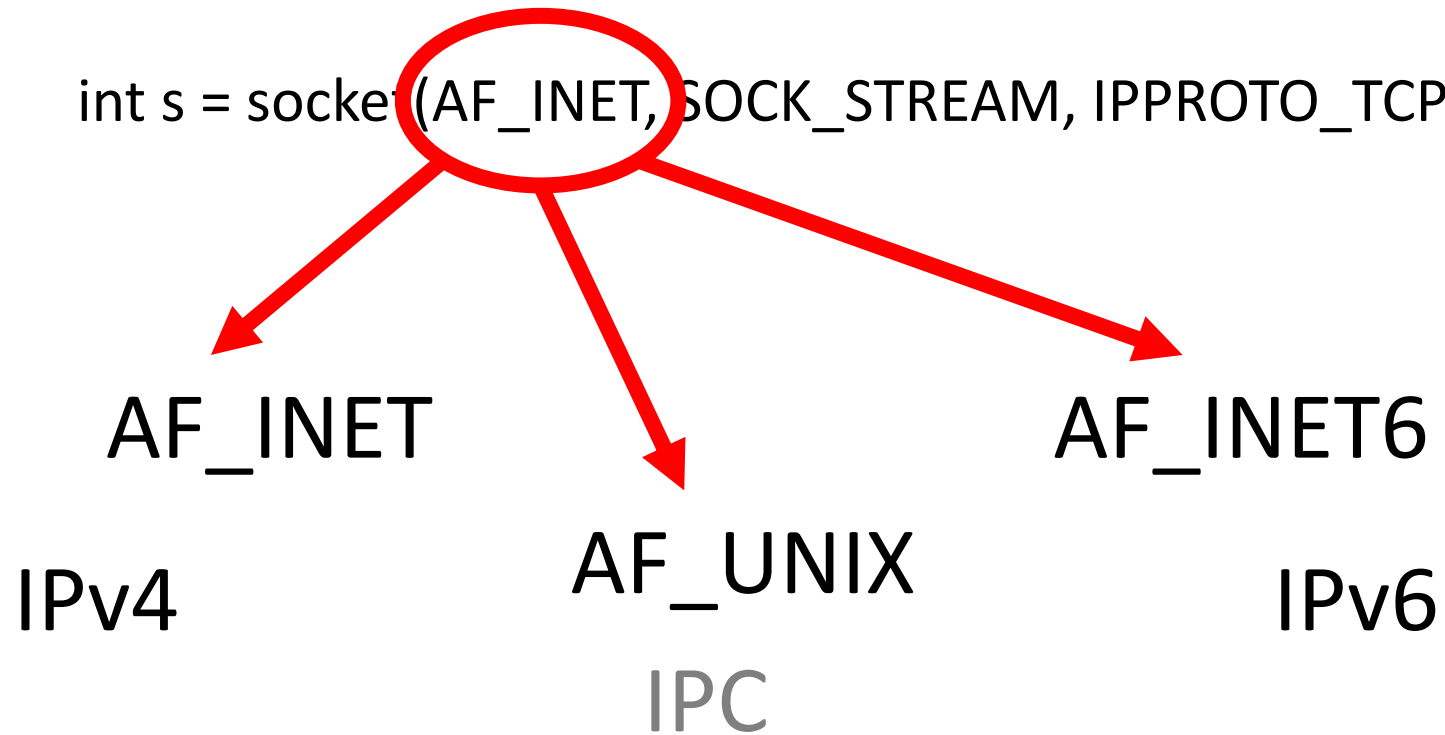 int s = socket(AF_INET, SOCK_STREAM, IPPROTO_TCP
AF_INET
AF_INET6
AF_UNIX
IPv4
IPv6
IPC